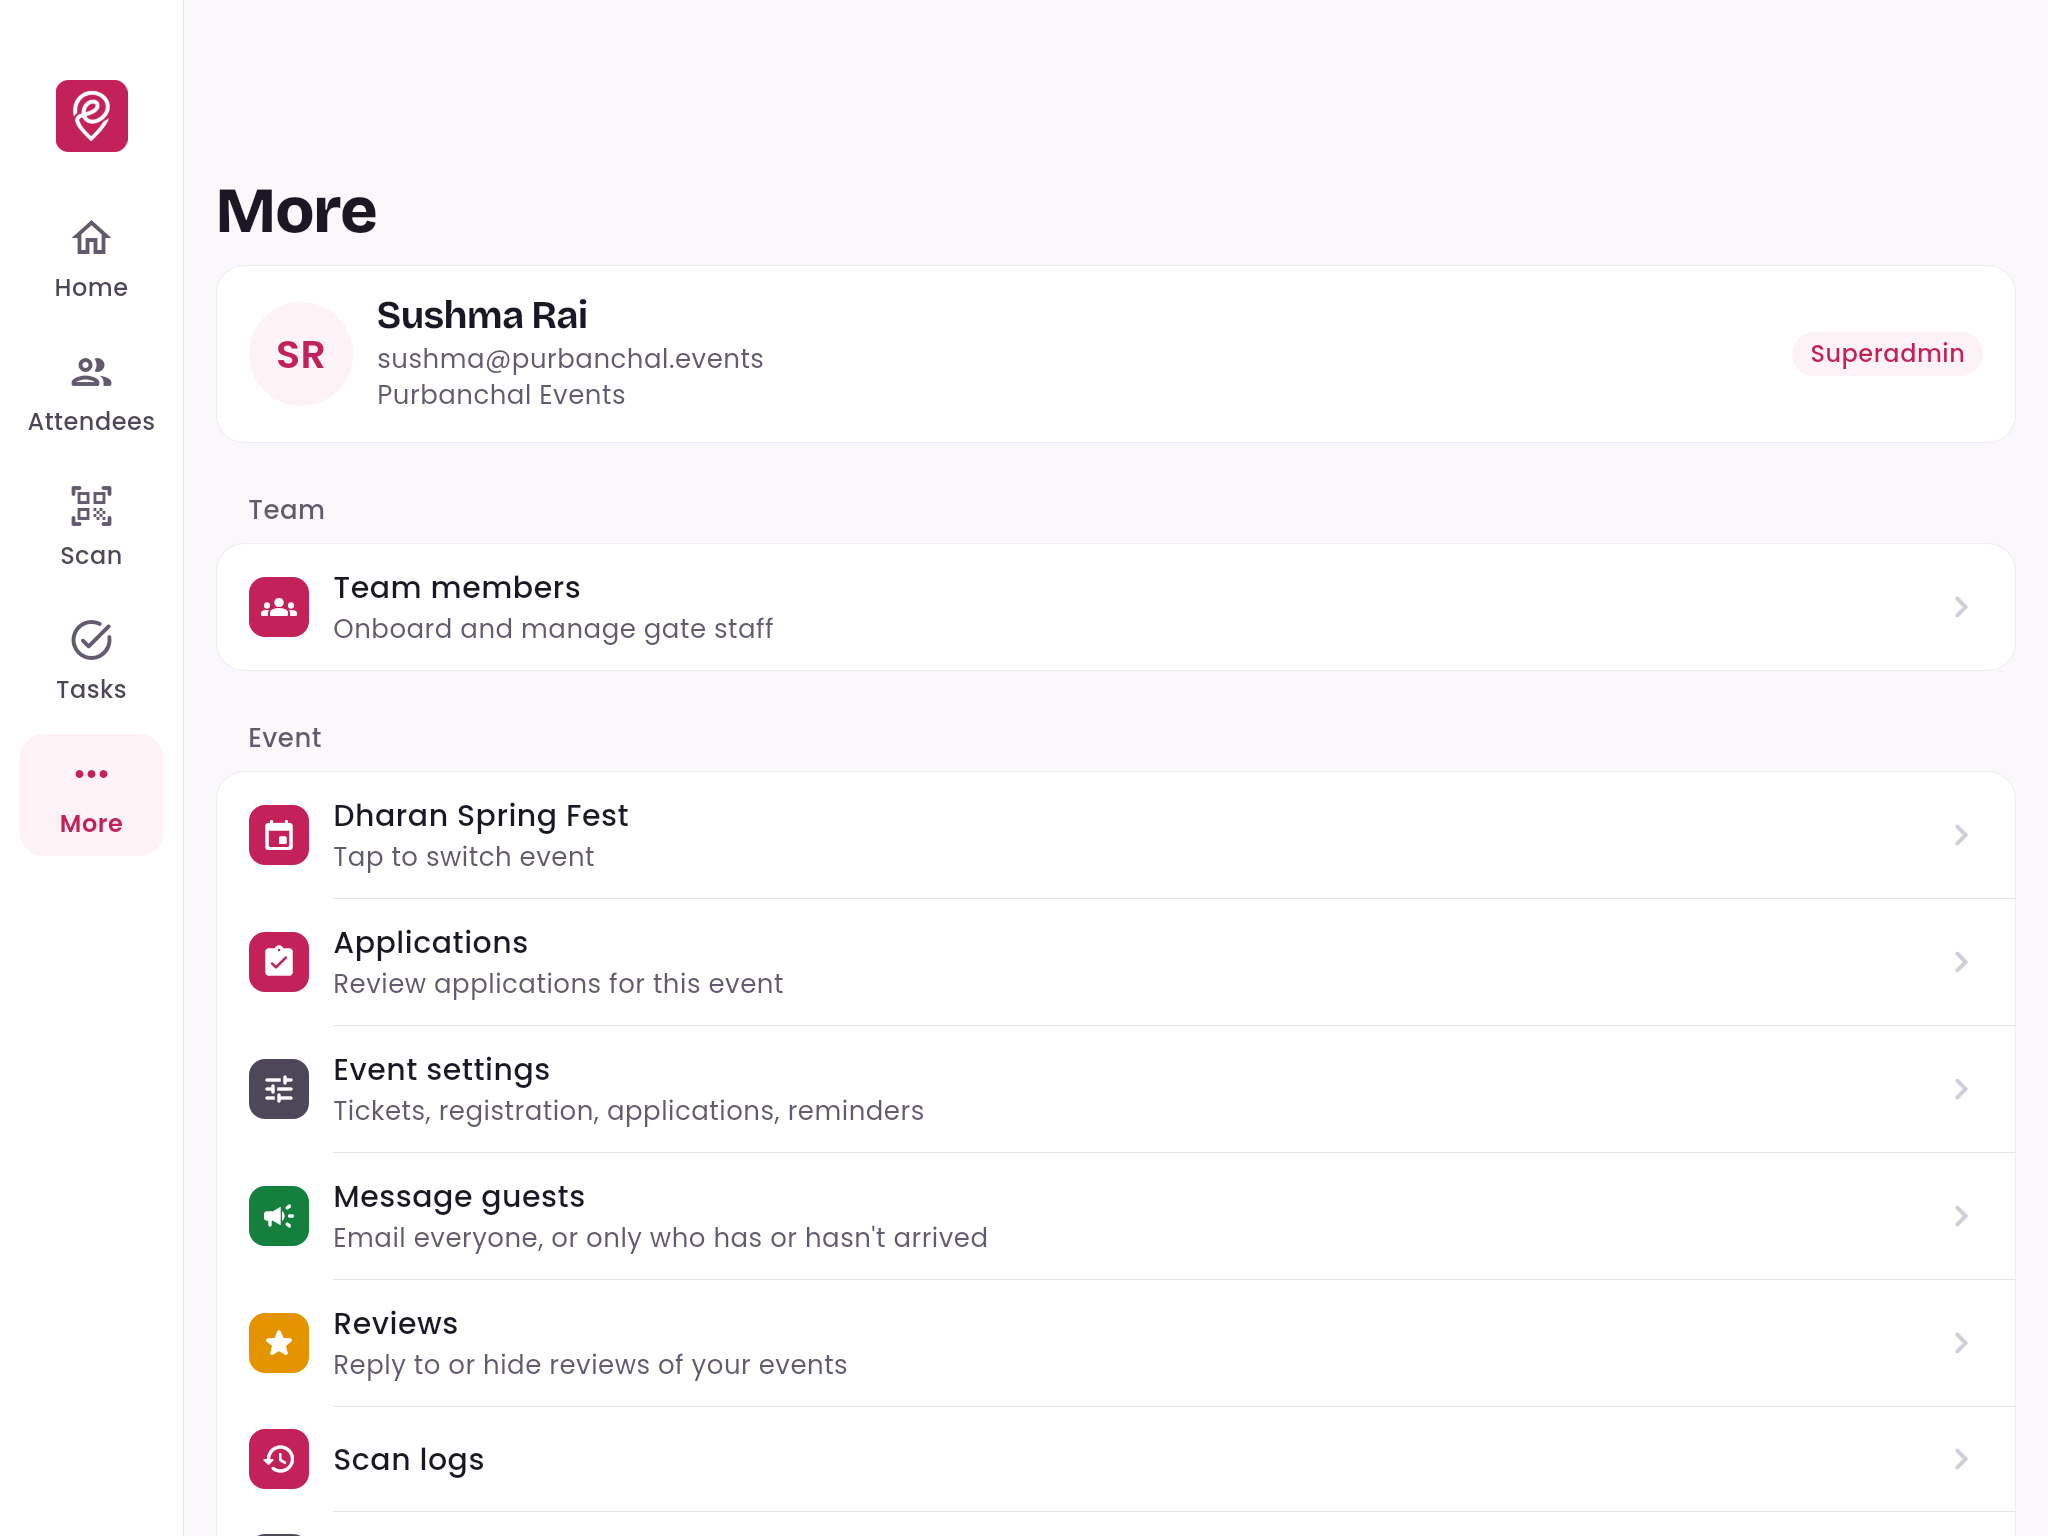 Home
Attendees
Scan
Tasks
More
More
SR
Sushma Rai
sushma@purbanchal.events
Purbanchal Events
Superadmin
Team
Team members
Onboard and manage gate staff
Event
Dharan Spring Fest
Tap to switch event
Applications
Review applications for this event
Event settings
Tickets, registration, applications, reminders
Message guests
Email everyone, or only who has or hasn't arrived
Reviews
Reply to or hide reviews of your events
Scan logs